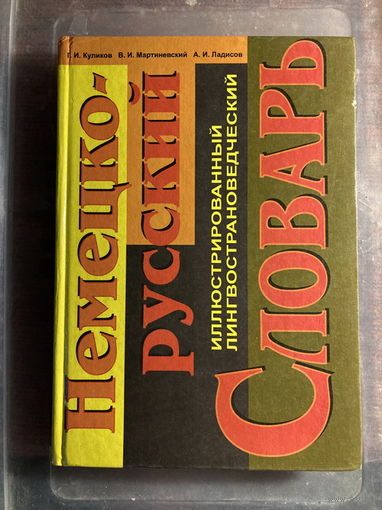 Г. И. Куликов В. И. Мартиневский А. И. Ладисов
Немецко-
русский
ИЛЛЮСТРИРОВАННЫЙ
ЛИНГВОСТРАНОВЕДЧЕСКИЙ
СЛОВАРЬ